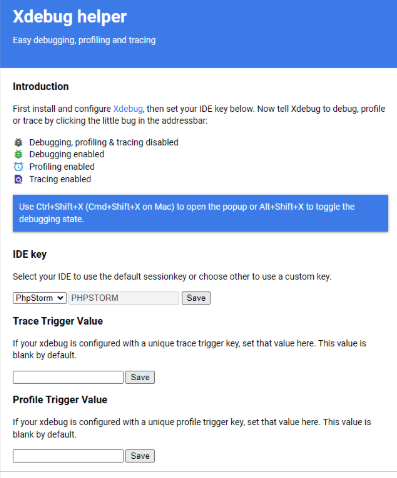 Xdebug helper
Easy debugging, profiling and tracing
Introduction
First install and configure Xdebug, then set your IDE key below. Now tell Xdebug to debug, profile
or trace by clicking the little bug in the addressbar:
Debugging, profiling & tracing disabled
Debugging enabled
Profiling enabled
Tracing enabled
Use Ctrl+Shift+X (Cmd+Shift+X on Mac) to open the popup or Alt+Shift+X to toggle the
debugging state.
IDE key
Select your IDE to use the default sessionkey or choose other to use a custom key.
PhpStorm PHPSTORM Save
Trace Trigger Value
If your xdebug is configured with a unique trace trigger key, set that value here. This value is
blank by default.
Save
Profile Trigger Value
If your xdebug is configured with a unique profile trigger key, set that value here. This value is
blank by default.
Save